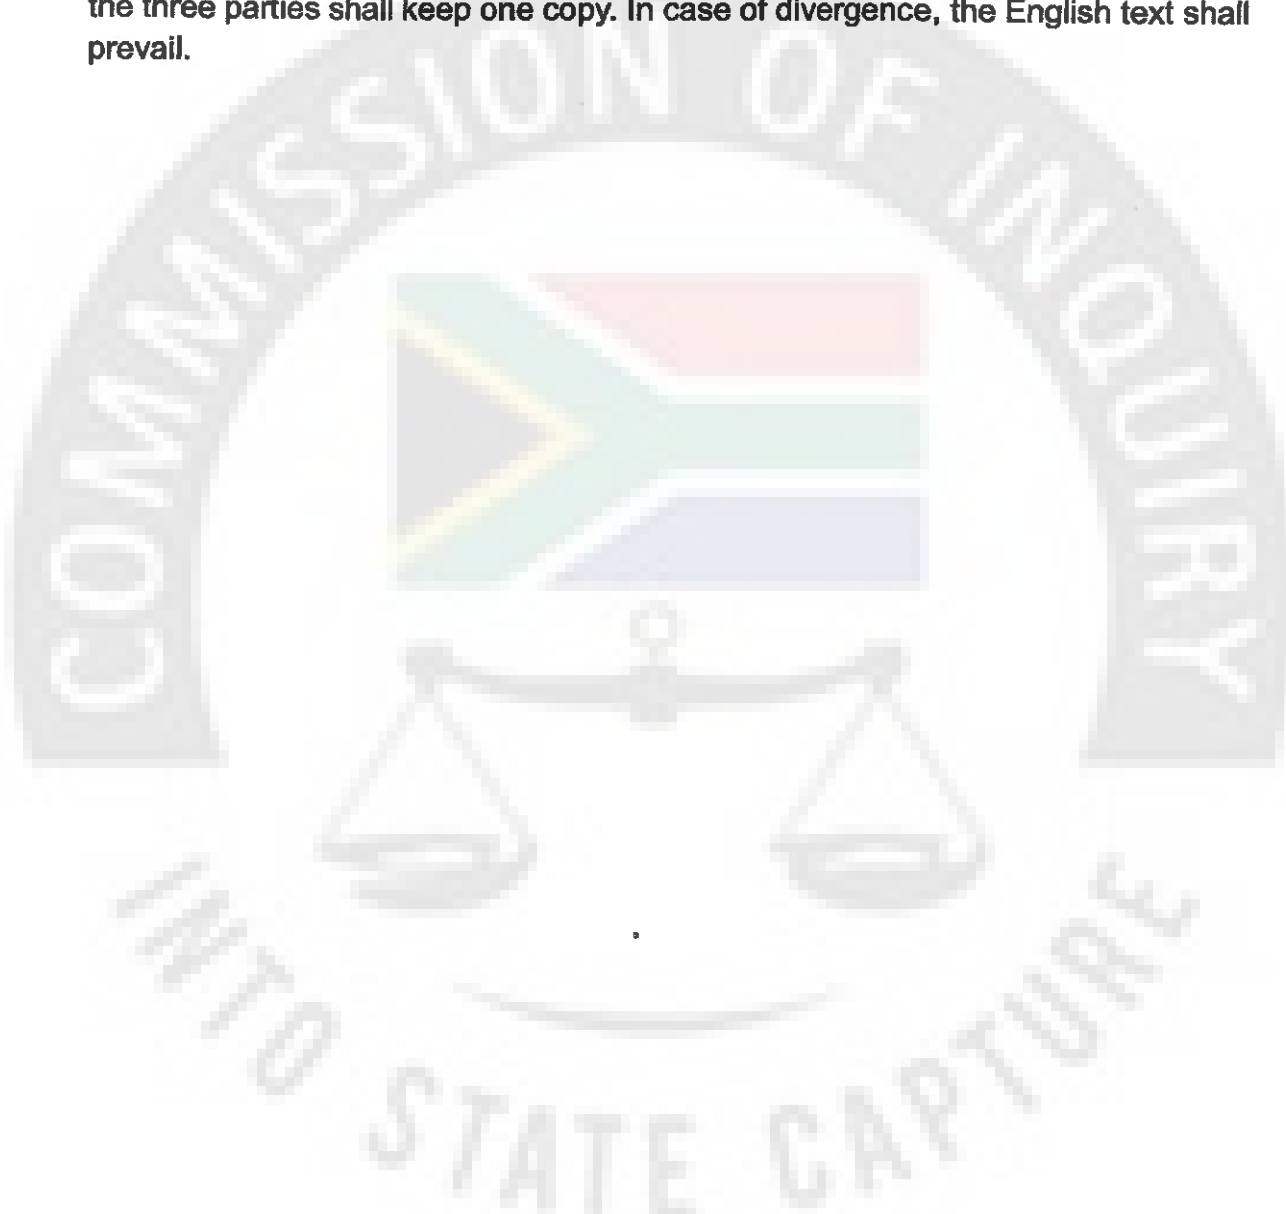 the three parties shall keep one copy. In case of divergence, the English text shall
prevail.
COMMISSION OF INQUIRY
INTO STATE CAPTURE